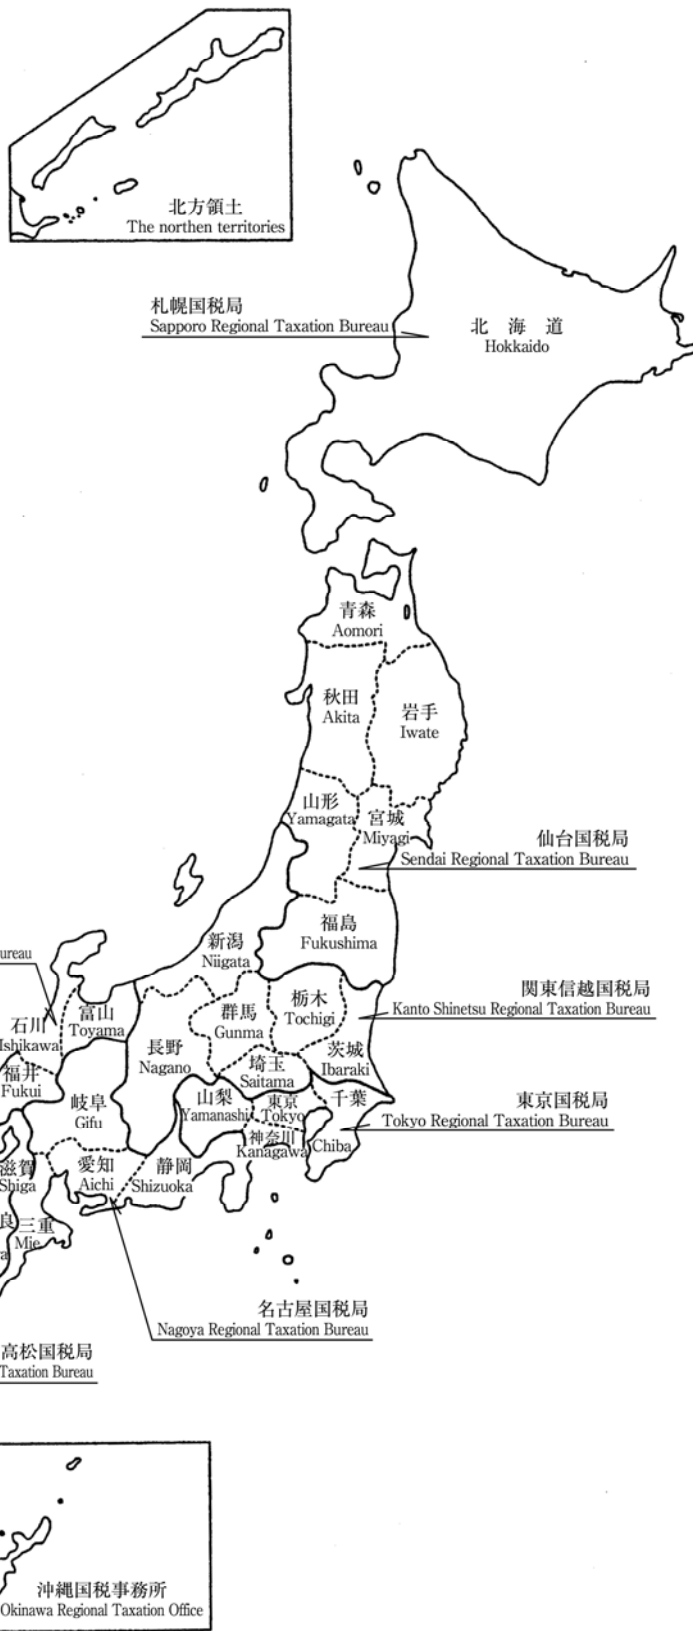 北方領土
The northen territories
札幌国税局
Sapporo Regional Taxation Bureau
北 海 道
Hokkaido
青森
Aomori
秋田
Akita
岩手
Iwate
山形
Yamagata
宮城
Miyagi
仙台国税局
Sendai Regional Taxation Bureau
福島
Fukushima
新潟
Niigata
ureau
関東信越国税局
Kanto Shinetsu Regional Taxation Bureau
栃木
Tochigi
群馬
Gunma
富山
Toyama
石川
Ishikawa
長野
Nagano
茨城
Ibaraki
埼玉
Saitama
福井
Fukui
岐阜
Gifu
山梨
Yamanashi
東京
Tokyo
千葉
Chiba
東京国税局
Tokyo Regional Taxation Bureau
神奈川
Kanagawa
滋賀
Shiga
愛知
Aichi
静岡
Shizuoka
良
a
三重
Mie
名古屋国税局
Nagoya Regional Taxation Bureau
高松国税局
Taxation Bureau
沖縄国税事務所
Okinawa Regional Taxation Office